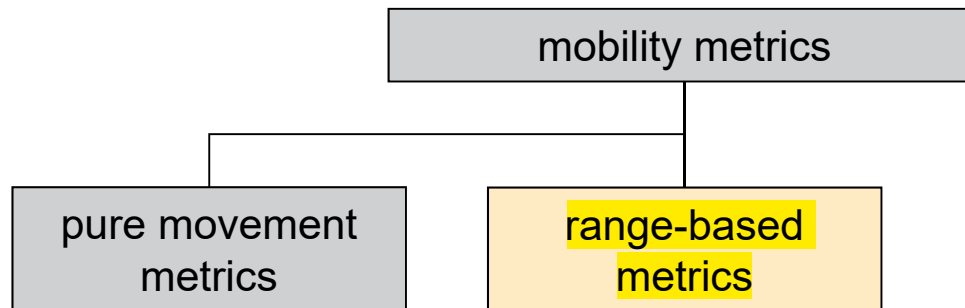 mobility metrics
pure movement
metrics
range-based
metrics